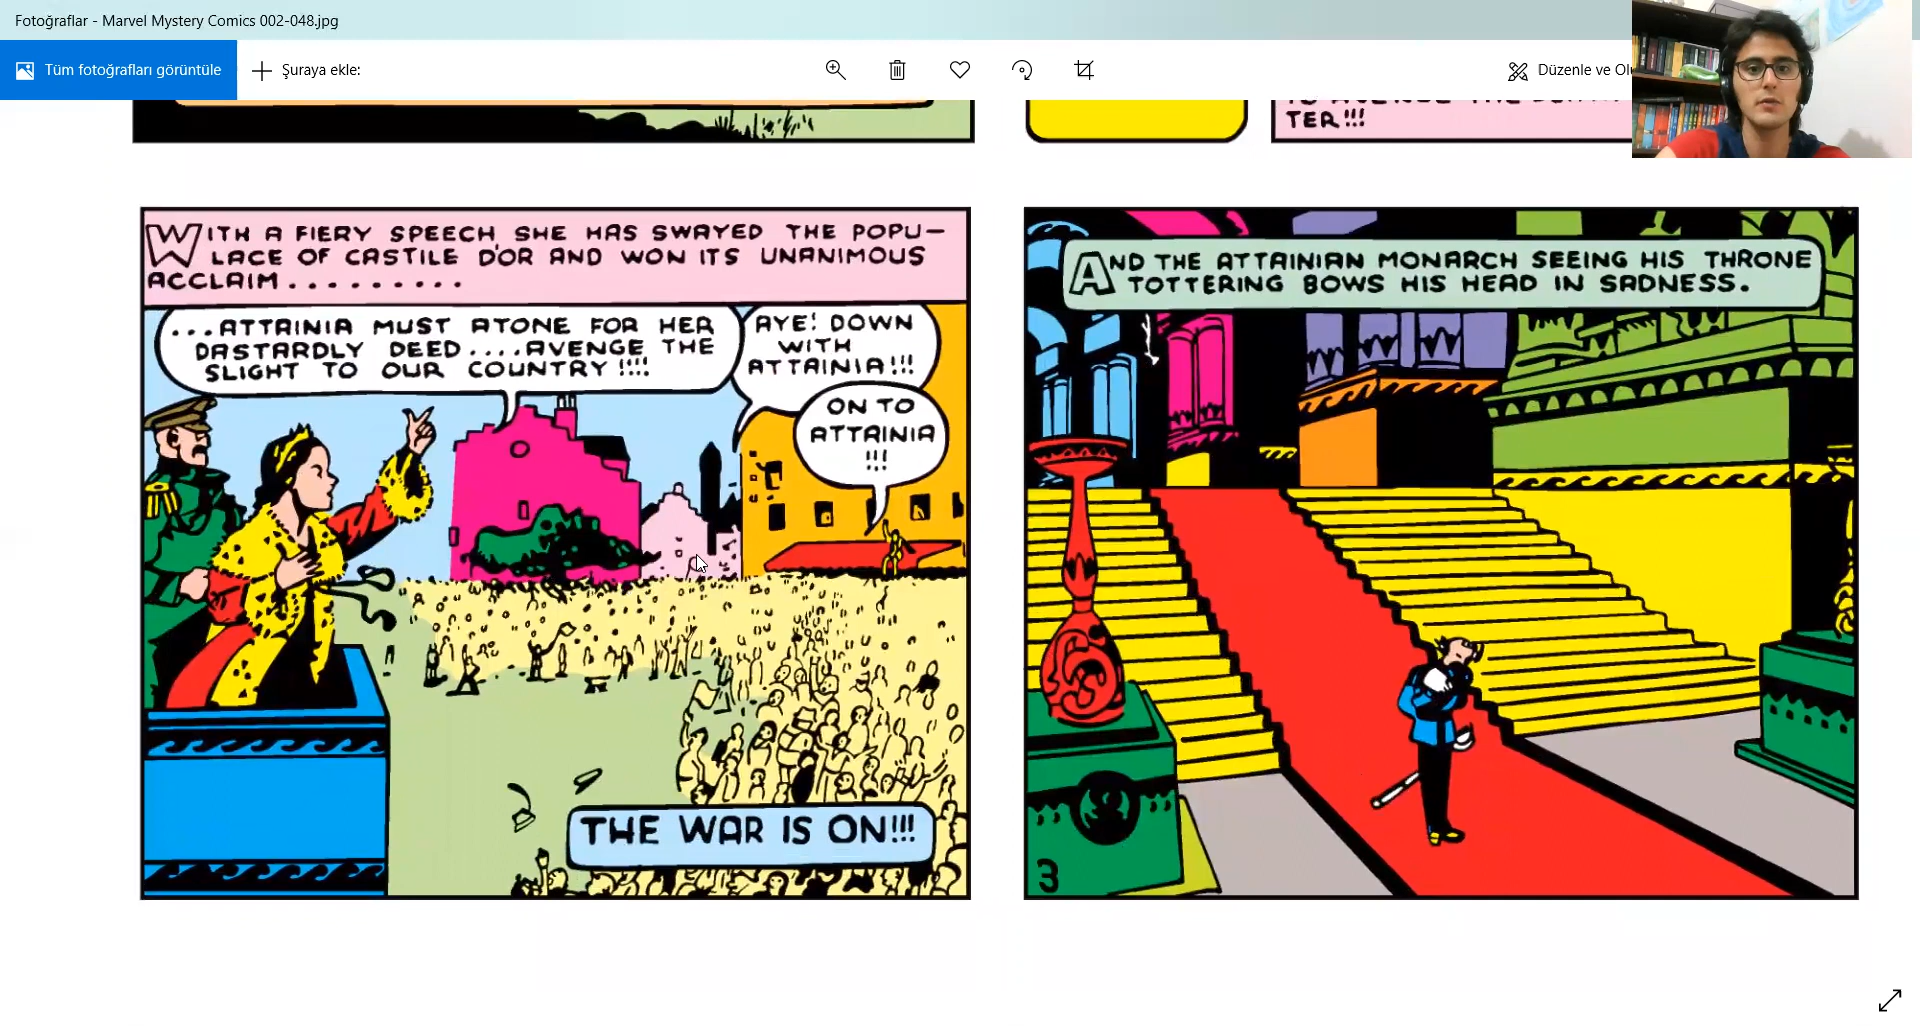 Fotoğraflar - Marvel Mystery Comics 002-048.jpg
Tüm fotoğrafları görüntüle
Şuraya ekle:
Düzenle ve
TER!!!
WITH A FIERY SPEECH SHE HAS SWAYED THE POPU-
LACE OF CASTILE D'OR AND WON ITS UNANIMOUS
ACCLAIM.........
...ATTAINIA MUST ATONE FOR HER
DASTARDLY DEED....AVENGE THE
SLIGHT TO OUR COUNTRY!!!!
AYE! DOWN
WITH
ATTAINIA!!!
ON TO
ATTAINIA
!!!
THE WAR IS ON!!!
AND THE ATTAINIAN MONARCH SEEING HIS THRONE
TOTTERING BOWS HIS HEAD IN SADNESS.
3